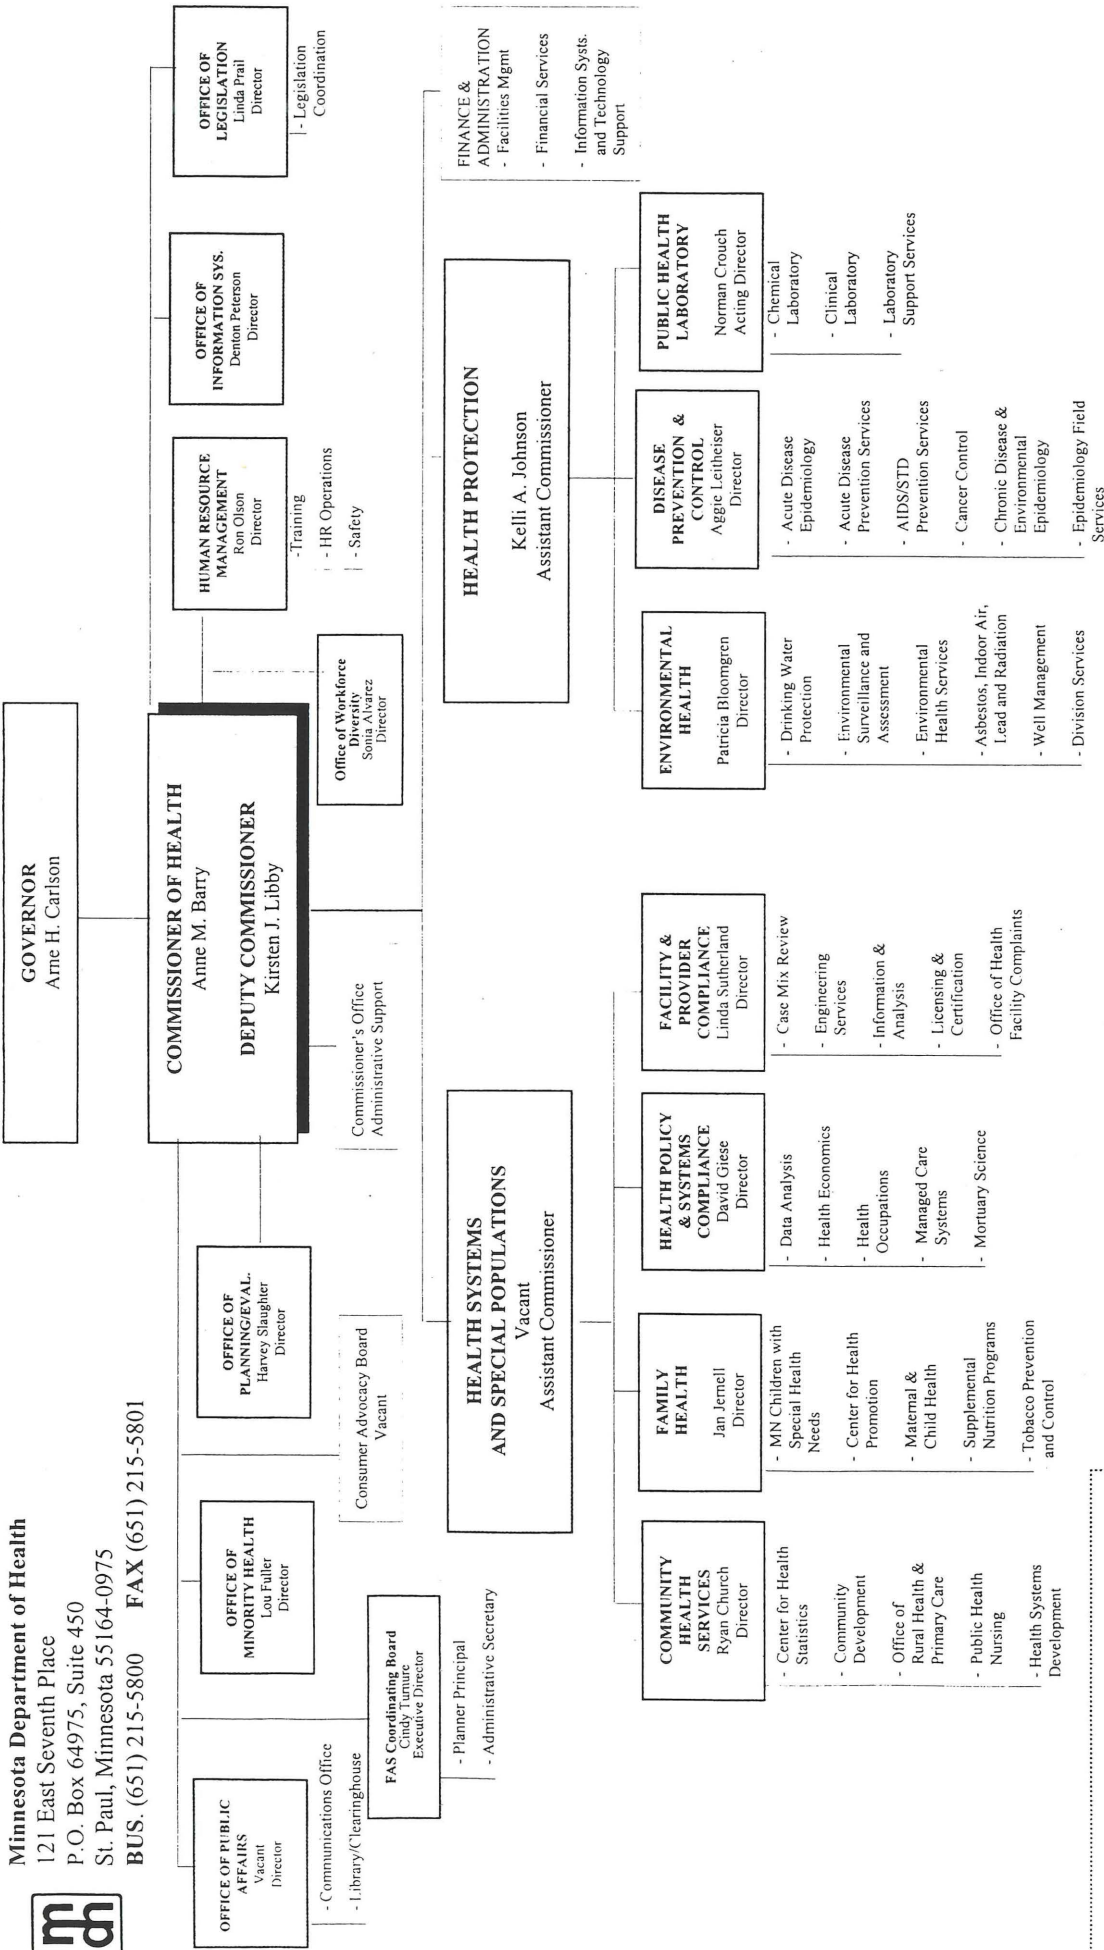 mdh
Minnesota Department of Health
121 East Seventh Place
P.O. Box 64975, Suite 450
St. Paul, Minnesota 55164-0975
BUS. (651) 215-5800 FAX (651) 215-5801
GOVERNOR
Arne H. Carlson
COMMISSIONER OF HEALTH
Anne M. Barry
DEPUTY COMMISSIONER
Kirsten J. Libby
OFFICE OF PUBLIC
AFFAIRS
Vacant
Director
- Communications Office
- Library/Clearinghouse
FAS Coordinating Board
Cindy Turnure
Executive Director
- Planner Principal
- Administrative Secretary
OFFICE OF
MINORITY HEALTH
Lou Fuller
Director
Consumer Advocacy Board
Vacant
OFFICE OF
PLANNING/EVAL.
Harvey Slaughter
Director
Commissioner's Office
Administrative Support
Office of Workforce
Diversity
Sonia Alvarez
Director
HUMAN RESOURCE
MANAGEMENT
Ron Olson
Director
- Training
- HR Operations
- Safety
OFFICE OF
INFORMATION SYS.
Denton Peterson
Director
OFFICE OF
LEGISLATION
Linda Prail
Director
- Legislation
Coordination
HEALTH SYSTEMS
AND SPECIAL POPULATIONS
Vacant
Assistant Commissioner
HEALTH PROTECTION
Kelli A. Johnson
Assistant Commissioner
FINANCE &
ADMINISTRATION
- Facilities Mgmt
- Financial Services
- Information Systs.
and Technology
Support
COMMUNITY
HEALTH
SERVICES
Ryan Church
Director
- Center for Health
Statistics
- Community
Development
- Office of
Rural Health &
Primary Care
- Public Health
Nursing
- Health Systems
Development
FAMILY
HEALTH
Jan Jernell
Director
- MN Children with
Special Health
Needs
- Center for Health
Promotion
- Maternal &
Child Health
- Supplemental
Nutrition Programs
- Tobacco Prevention
and Control
HEALTH POLICY
& SYSTEMS
COMPLIANCE
David Giese
Director
- Data Analysis
- Health Economics
- Health
Occupations
- Managed Care
Systems
- Mortuary Science
FACILITY &
PROVIDER
COMPLIANCE
Linda Sutherland
Director
- Case Mix Review
- Engineering
Services
- Information &
Analysis
- Licensing &
Certification
- Office of Health
Facility Complaints
ENVIRONMENTAL
HEALTH
Patricia Bloomgren
Director
- Drinking Water
Protection
- Environmental
Surveillance and
Assessment
- Environmental
Health Services
- Asbestos, Indoor Air,
Lead and Radiation
- Well Management
- Division Services
DISEASE
PREVENTION &
CONTROL
Aggie Leitheiser
Director
- Acute Disease
Epidemiology
- Acute Disease
Prevention Services
- AIDS/STD
Prevention Services
- Cancer Control
- Chronic Disease &
Environmental
Epidemiology
- Epidemiology Field
Services
PUBLIC HEALTH
LABORATORY
Norman Crouch
Acting Director
- Chemical
Laboratory
- Clinical
Laboratory
- Laboratory
Support Services